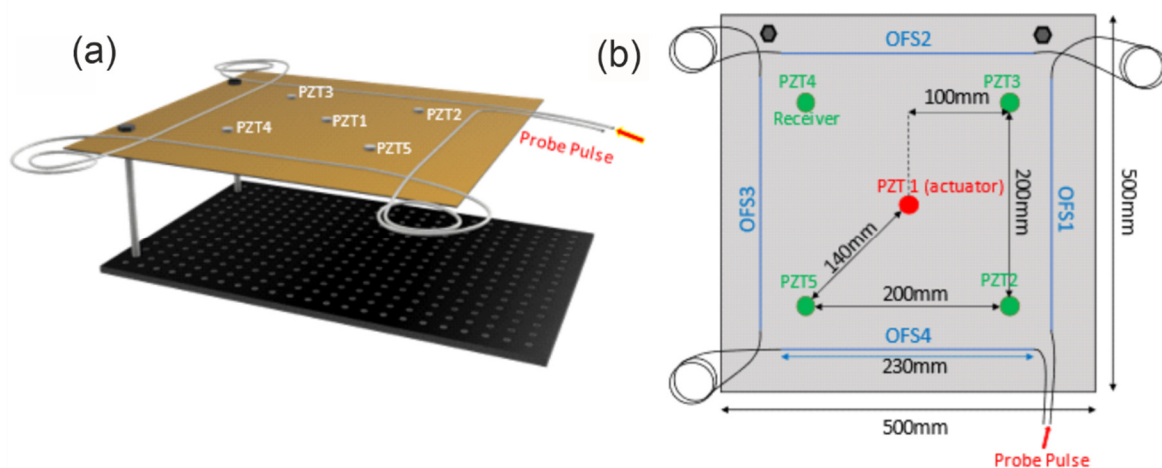 (a)
PZT3
PZT2
PZT1
PZT4
PZT5
Probe Pulse
(b)
OFS2
PZT4
Receiver
PZT3
100mm
PZT 1 (actuator)
200mm
OFS3
OFS1
500mm
140mm
PZT5
PZT2
200mm
OFS4
230mm
500mm
Probe Pulse